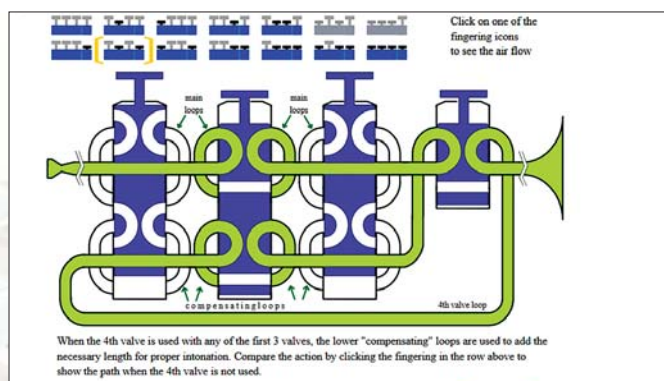 Click on one of the
fingering icons
to see the air flow
main
loops
main
loops
compensating loops
4th valve loop
When the 4th valve is used with any of the first 3 valves, the lower "compensating" loops are used to add the
necessary length for proper intonation. Compare the action by clicking the fingering in the row above to
show the path when the 4th valve is not used.